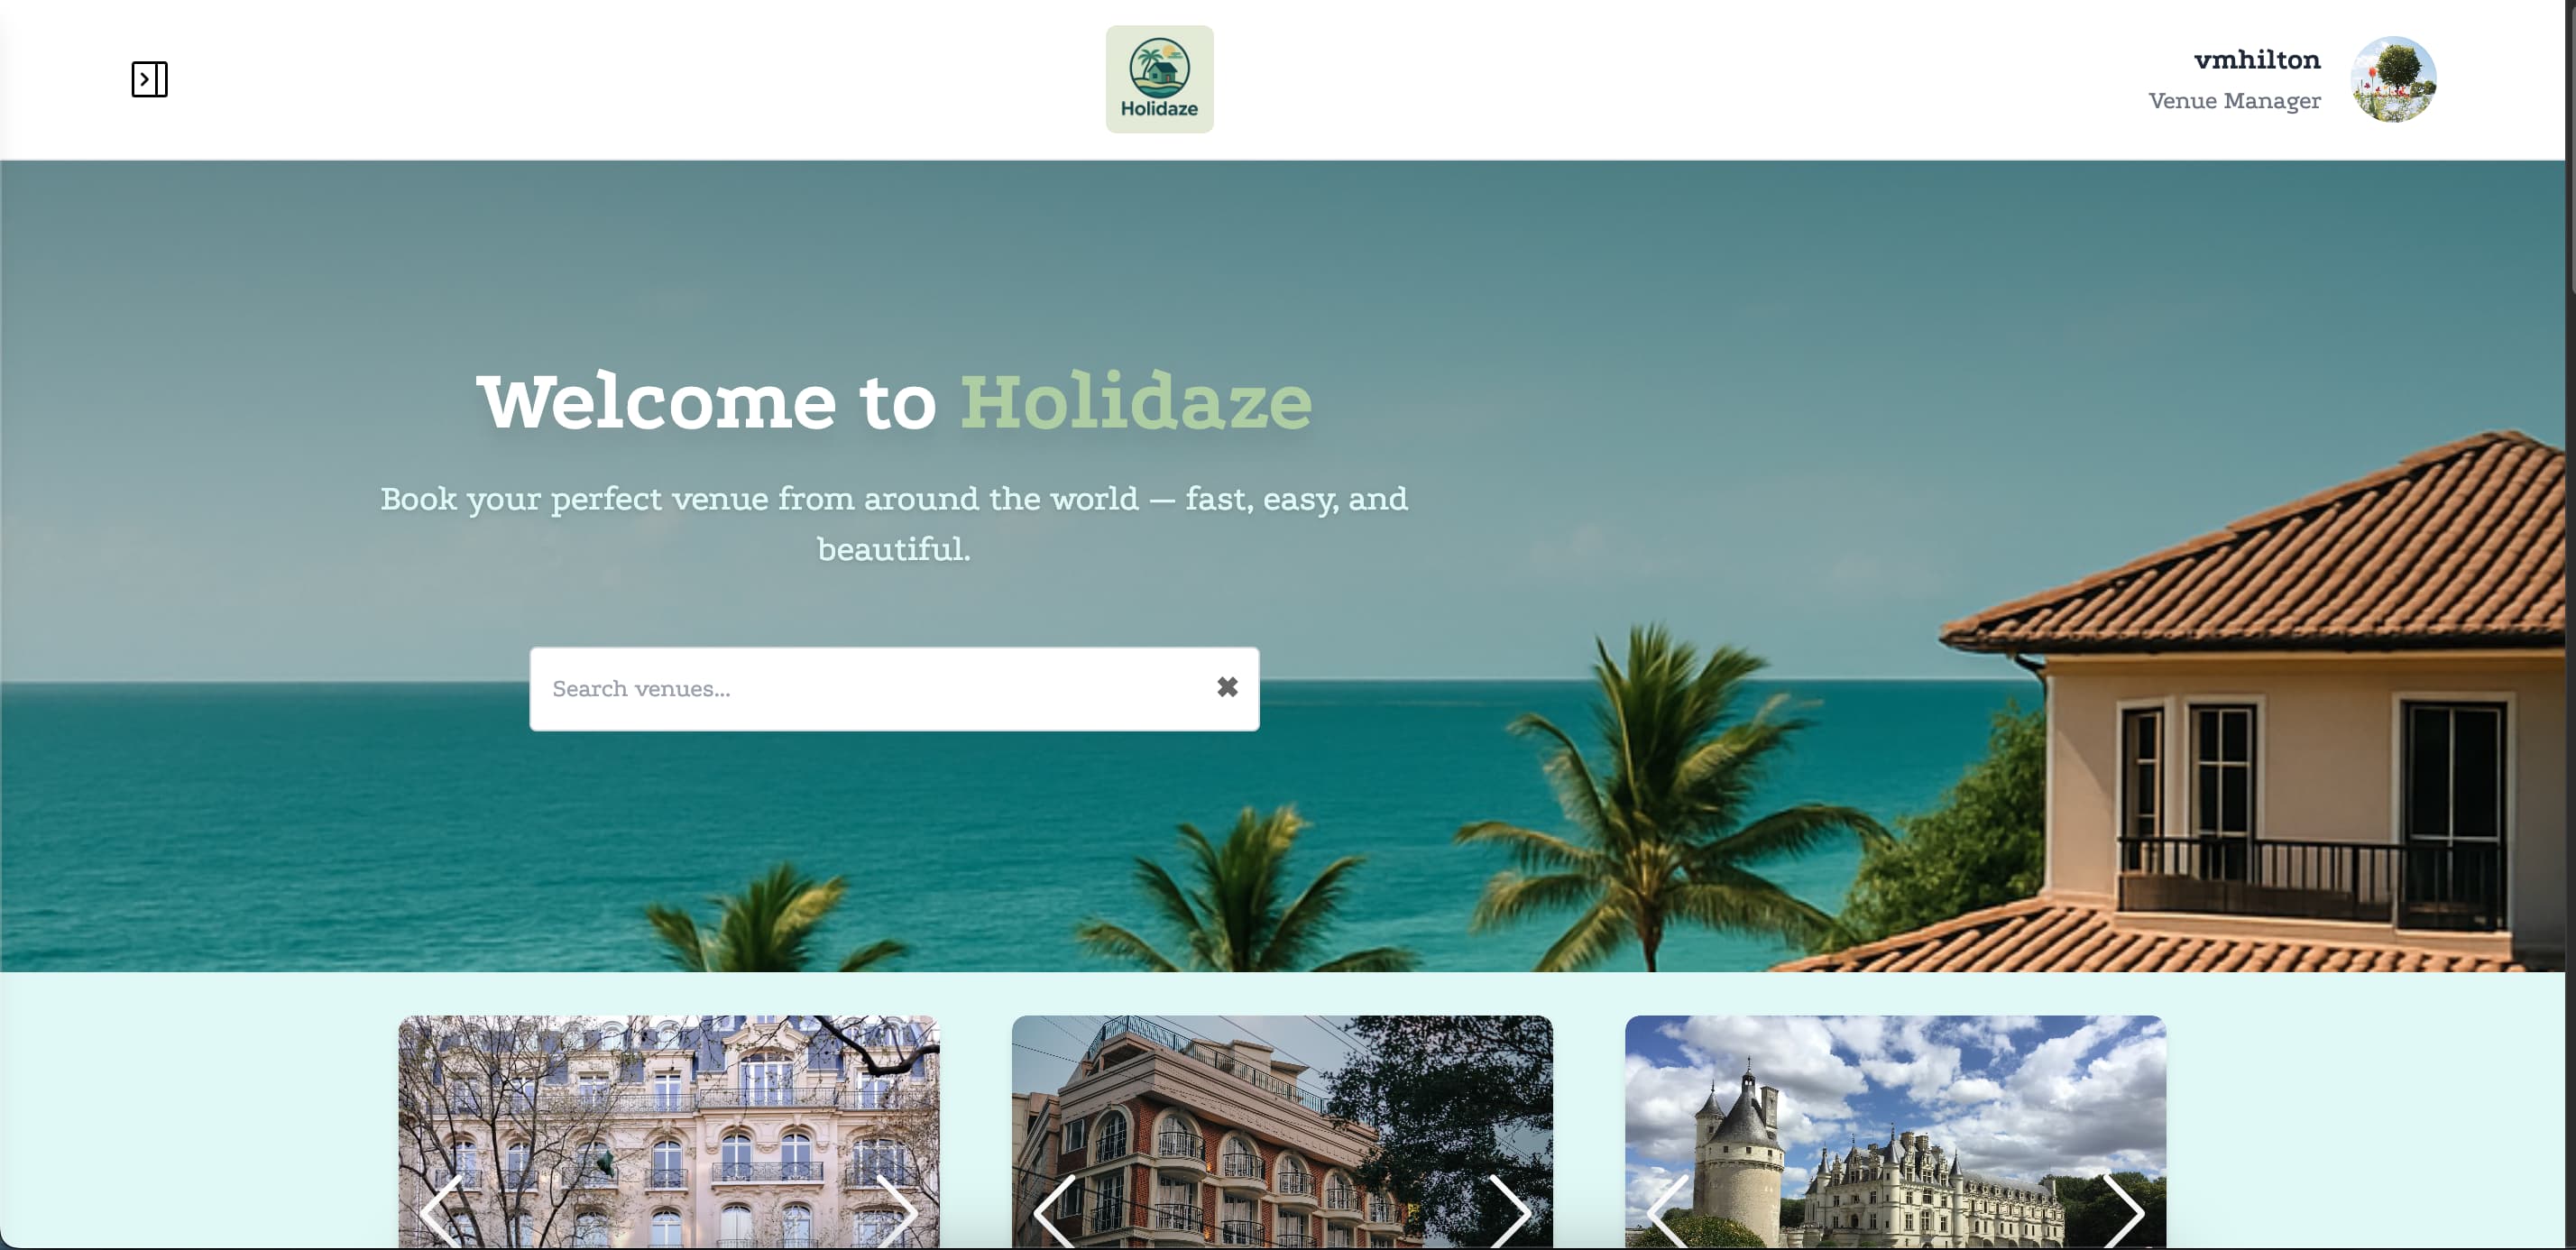 Holidaze
vmhilton
Venue Manager
Welcome to Holidaze
Book your perfect venue from around the world — fast, easy, and
beautiful.
Search venues...